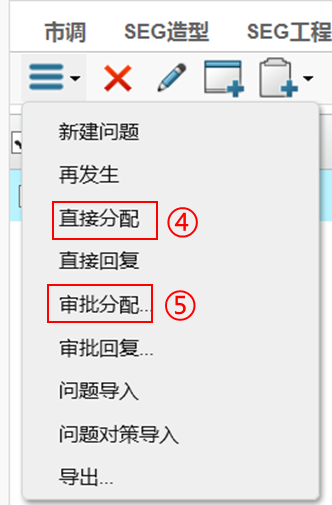 市调 SEG造型 SEG工程
新建问题
再发生
直接分配 ④
直接回复
审批分配... ⑤
审批回复...
问题导入
问题对策导入
导出...